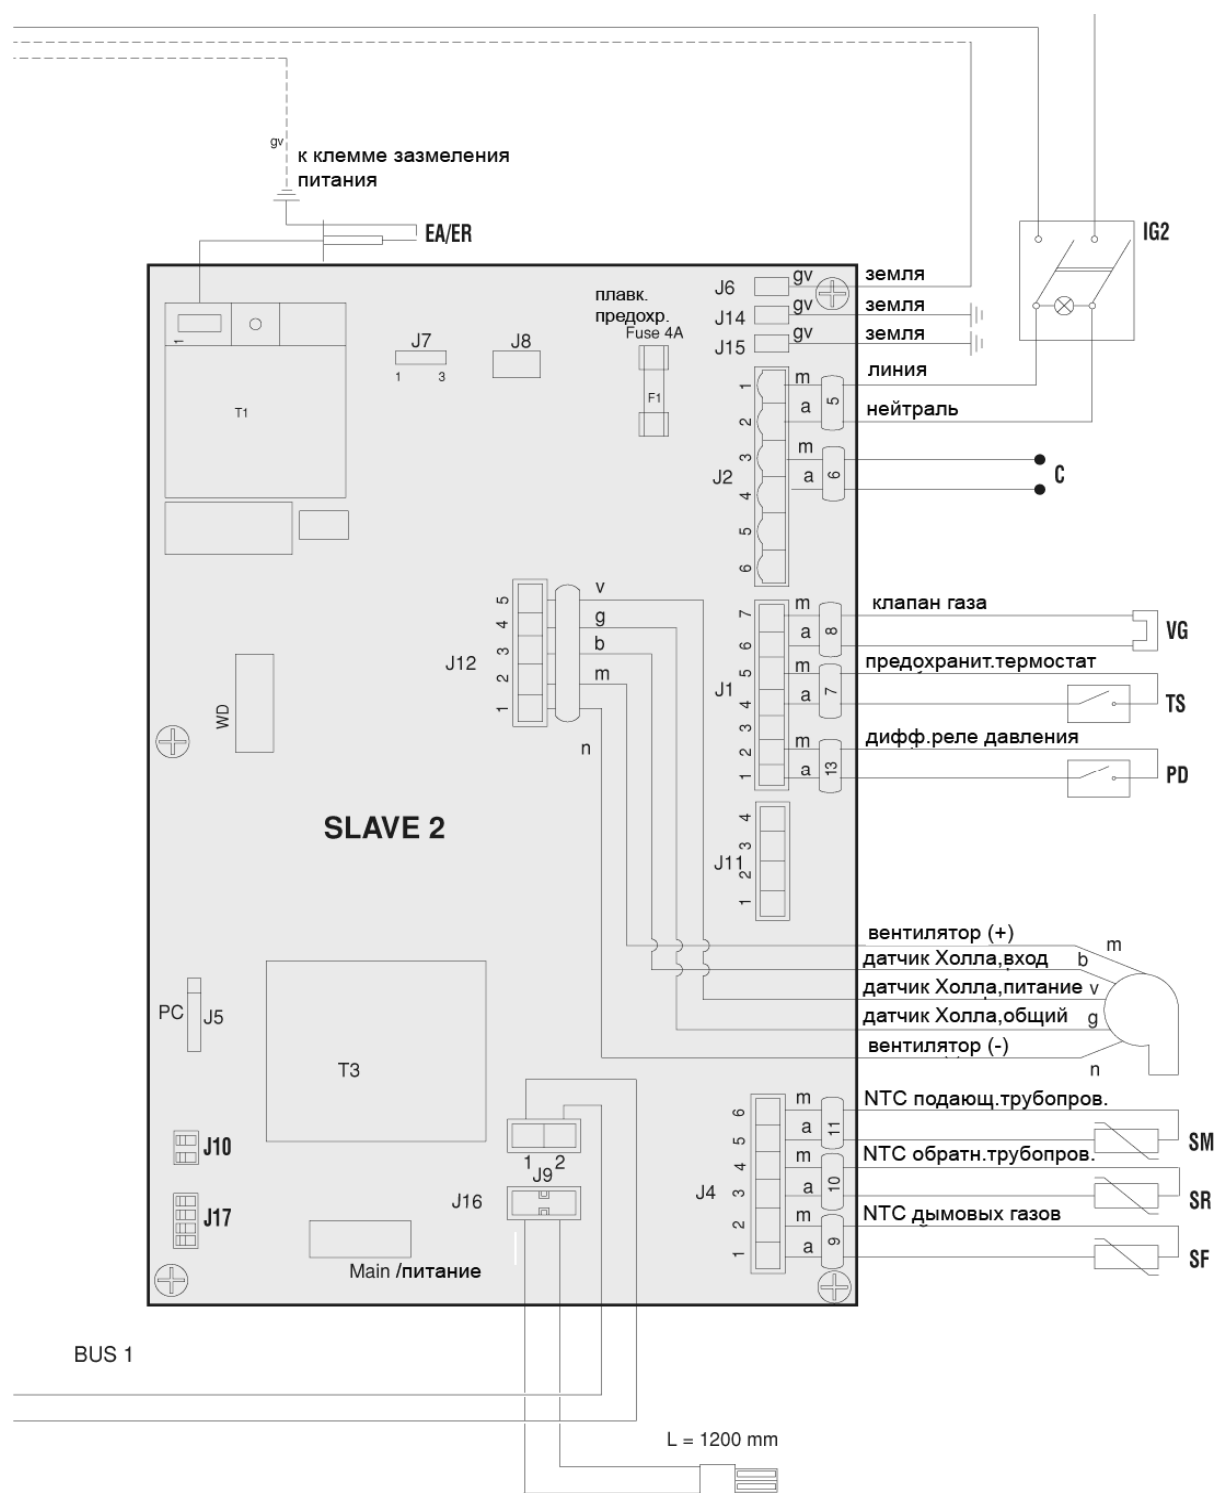 gv
к клемме зазмеления
питания
EA/ER
IG2
J6
gv
земля
J14
gv
земля
J15
gv
земля
плавк.
предохр.
Fuse 4A
F1
1
T1
J7
1 3
J8
линия
нейтраль
1
2
3
4
5
6
J2
m
a
5
m
a
6
C
5
4
3
2
1
J12
v
g
b
m
n
7
6
5
4
3
2
1
J1
m
a
8
клапан газа
VG
m
a
7
предохранит.термостат
TS
m
a
13
дифф.реле давления
PD
WD
SLAVE 2
4
3
2
1
J11
вентилятор (+)
m
датчик Холла,вход
b
датчик Холла,питание
v
датчик Холла,общий
g
вентилятор (-)
n
PC
J5
T3
J10
J17
1 2
J9
J16
Main /питание
6
5
4
3
2
1
J4
m
a
11
NTC подающ.трубопров.
SM
m
a
10
NTC обратн.трубопров.
SR
m
a
9
NTC дымовых газов
SF
BUS 1
L = 1200 mm